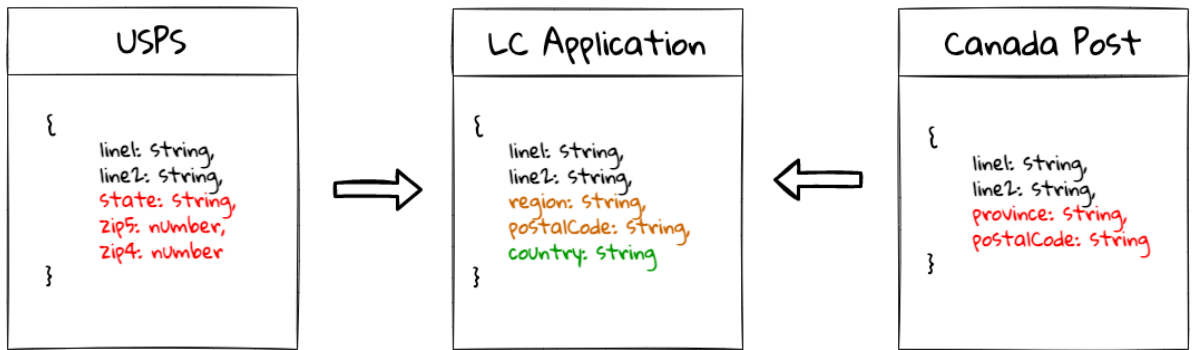 USPS
{
line1: string,
line2: string,
state: string,
zip5: number,
zip4: number
}
LC Application
{
line1: string,
line2: string,
region: string,
postalCode: string,
country: string
}
Canada Post
{
line1: string,
line2: string,
province: string,
postalCode: string
}